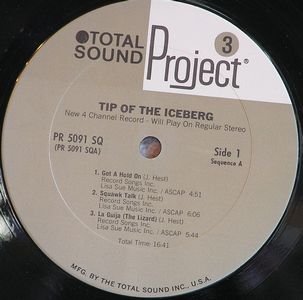 TOTAL SOUND Project® 3
TIP OF THE ICEBERG
New 4 Channel Record - Will Play On Regular Stereo
PR 5091 SQ
(PR 5091 SQA)
Side 1
Sequence A
1. Got A Hold On (J. Hest)
Record Songs Inc.
Lisa Sue Music Inc. / ASCAP 4:51
2. Squawk Talk (J. Hest)
Record Songs Inc.
Lisa Sue Music Inc. / ASCAP 6:06
3. La Guija (The Lizard) (J. Hest)
Record Songs Inc.
Lisa Sue Music Inc. / ASCAP 5:44
Total Time: 16:41
MFG. BY THE TOTAL SOUND INC., U.S.A.